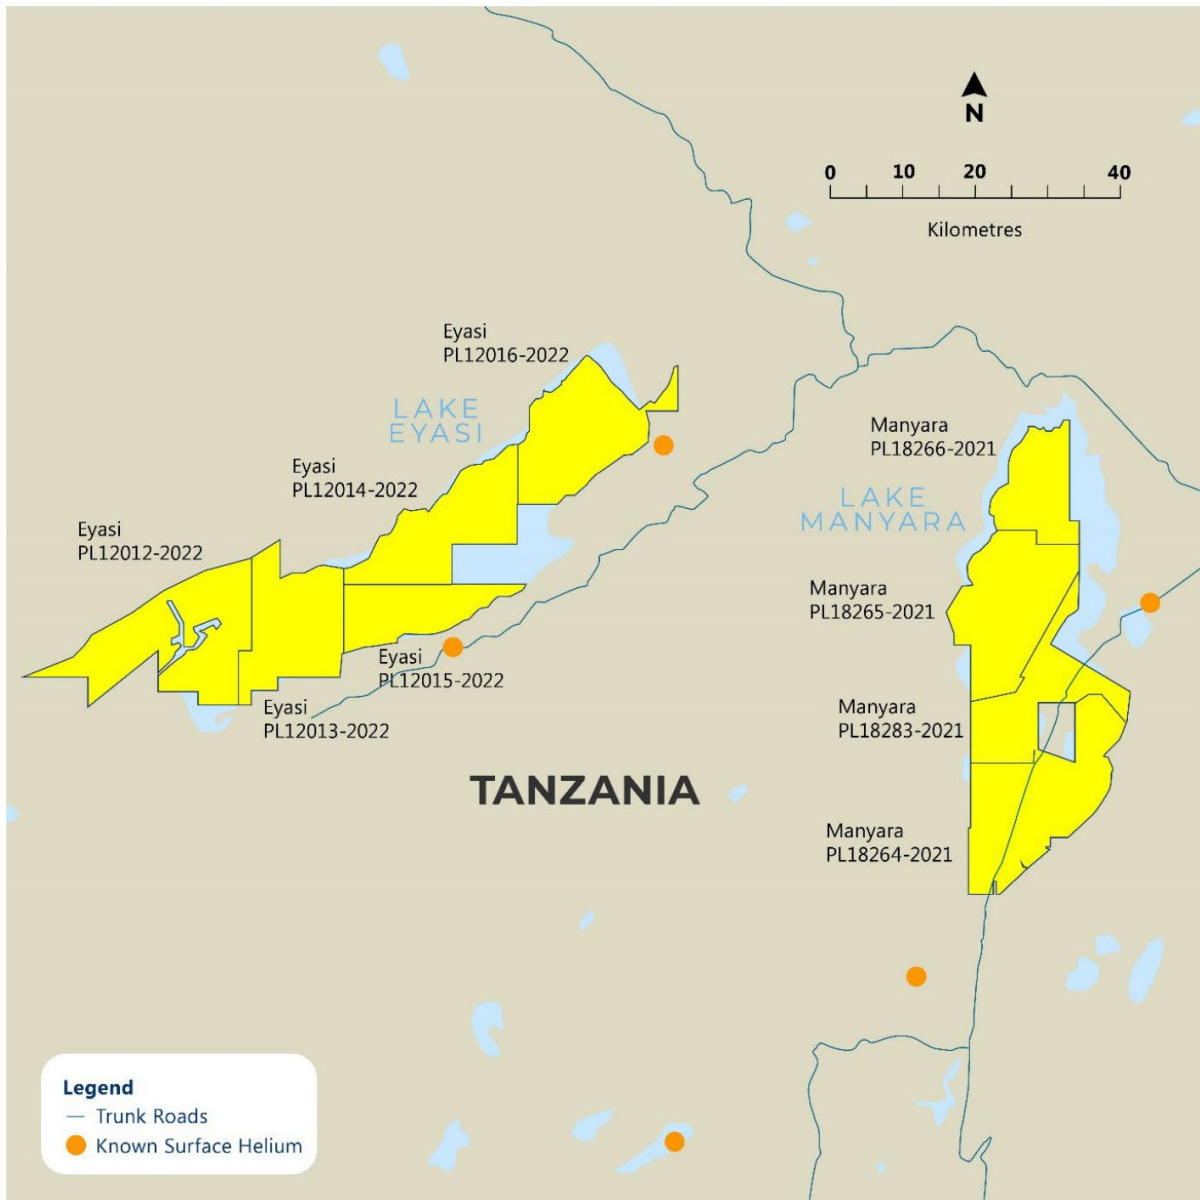 N
0 10 20 40
Kilometres
Eyasi
PL12016-2022
LAKE
EYASI
Manyara
PL18266-2021
Eyasi
PL12014-2022
LAKE
MANYARA
Eyasi
PL12012-2022
Manyara
PL18265-2021
Eyasi
PL12015-2022
Eyasi
PL12013-2022
Manyara
PL18283-2021
TANZANIA
Manyara
PL18264-2021
Legend
Trunk Roads
Known Surface Helium